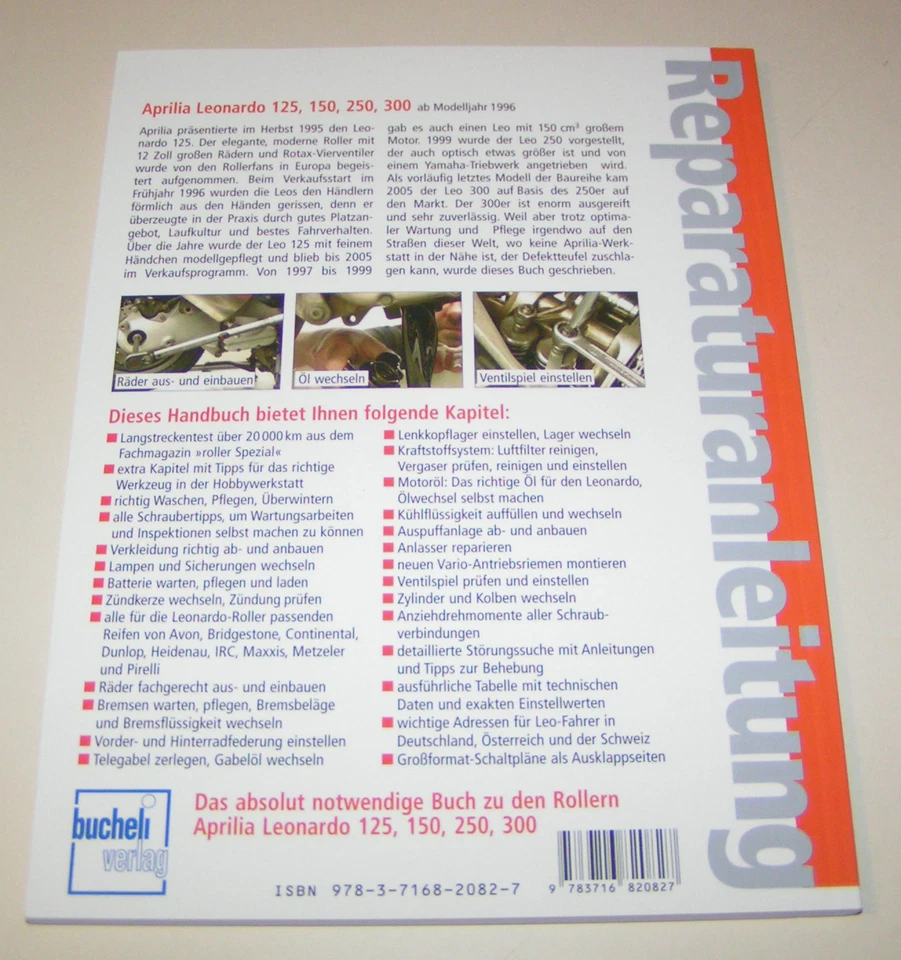 Aprilia Leonardo 125, 150, 250, 300 ab Modelljahr 1996
Aprilia präsentierte im Herbst 1995 den Leo-
nardo 125. Der elegante, moderne Roller mit
12 Zoll großen Rädern und Rotax-Vierventiler
wurde von den Rollerfans in Europa begeis-
tert aufgenommen. Beim Verkaufsstart im
Frühjahr 1996 wurden die Leos den Händlern
förmlich aus den Händen gerissen, denn er
überzeugte in der Praxis durch gutes Platzan-
gebot, Laufkultur und bestes Fahrverhalten.
Über die Jahre wurde der Leo 125 mit feinem
Händchen modellgepflegt und blieb bis 2005
im Verkaufsprogramm. Von 1997 bis 1999
gab es auch einen Leo mit 150 cm³ großem
Motor. 1999 wurde der Leo 250 vorgestellt,
der auch optisch etwas größer ist und von
einem Yamaha-Triebwerk angetrieben wird.
Als vorläufig letztes Modell der Baureihe kam
2005 der Leo 300 auf Basis des 250er auf
den Markt. Der 300er ist enorm ausgereift
und sehr zuverlässig. Weil aber trotz optima-
ler Wartung und Pflege irgendwo auf den
Straßen dieser Welt, wo keine Aprilia-Werk-
statt in der Nähe ist, der Defektteufel zuschla-
gen kann, wurde dieses Buch geschrieben.
Räder aus- und einbauen
Öl wechseln
Ventilspiel einstellen
Dieses Handbuch bietet Ihnen folgende Kapitel:
Langstreckentest über 20 000 km aus dem
Fachmagazin »roller Spezial«
extra Kapitel mit Tipps für das richtige
Werkzeug in der Hobbywerkstatt
richtig Waschen, Pflegen, Überwintern
alle Schraubertipps, um Wartungsarbeiten
und Inspektionen selbst machen zu können
Verkleidung richtig ab- und anbauen
Lampen und Sicherungen wechseln
Batterie warten, pflegen und laden
Zündkerze wechseln, Zündung prüfen
alle für die Leonardo-Roller passenden
Reifen von Avon, Bridgestone, Continental,
Dunlop, Heidenau, IRC, Maxxis, Metzeler
und Pirelli
Räder fachgerecht aus- und einbauen
Bremsen warten, pflegen, Bremsbeläge
und Bremsflüssigkeit wechseln
Vorder- und Hinterradfederung einstellen
Telegabel zerlegen, Gabelöl wechseln
Lenkkopflager einstellen, Lager wechseln
Kraftstoffsystem: Luftfilter reinigen,
Vergaser prüfen, reinigen und einstellen
Motoröl: Das richtige Öl für den Leonardo,
Ölwechsel selbst machen
Kühlflüssigkeit auffüllen und wechseln
Auspuffanlage ab- und anbauen
Anlasser reparieren
neuen Vario-Antriebsriemen montieren
Ventilspiel prüfen und einstellen
Zylinder und Kolben wechseln
Anziehdrehmomente aller Schraub-
verbindungen
detaillierte Störungssuche mit Anleitungen
und Tipps zur Behebung
ausführliche Tabelle mit technischen
Daten und exakten Einstellwerten
wichtige Adressen für Leo-Fahrer in
Deutschland, Österreich und der Schweiz
Großformat-Schaltpläne als Ausklappseiten
bucheli
verlag
Das absolut notwendige Buch zu den Rollern
Aprilia Leonardo 125, 150, 250, 300
ISBN 978-3-7168-2082-7
9 783716 820827
Reparaturanleitung